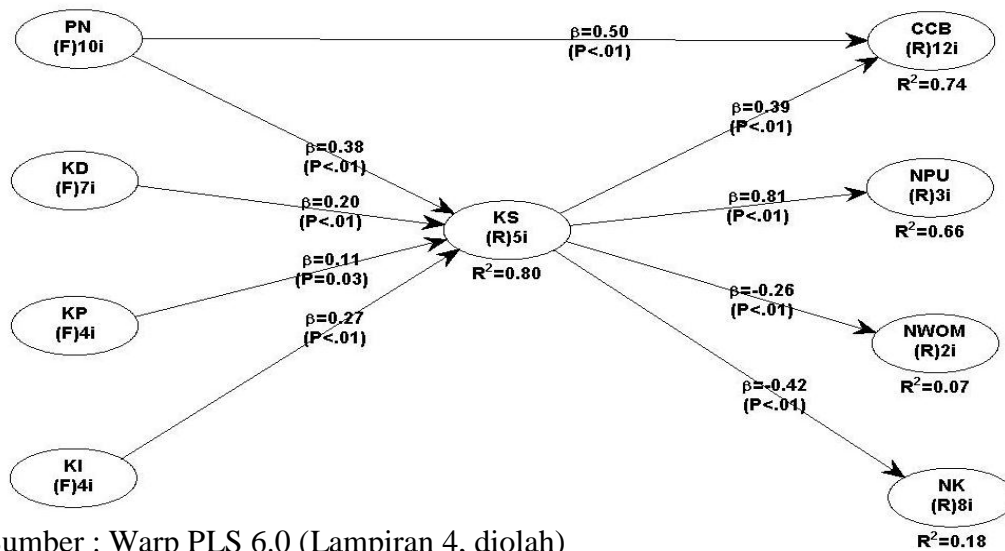 PN
(F)10i
β=0.50
(P<.01)
CCB
(R)12i
R²=0.74
β=0.39
(P<.01)
β=0.38
(P<.01)
KD
(F)7i
β=0.20
(P<.01)
KS
(R)5i
R²=0.80
β=0.81
(P<.01)
NPU
(R)3i
R²=0.66
β=0.11
(P=0.03)
KP
(F)4i
β=0.27
(P<.01)
β=-0.26
(P<.01)
NWOM
(R)2i
R²=0.07
β=-0.42
(P<.01)
KI
(F)4i
NK
(R)8i
R²=0.18
Sumber : Warp PLS 6.0 (Lampiran 4, diolah)